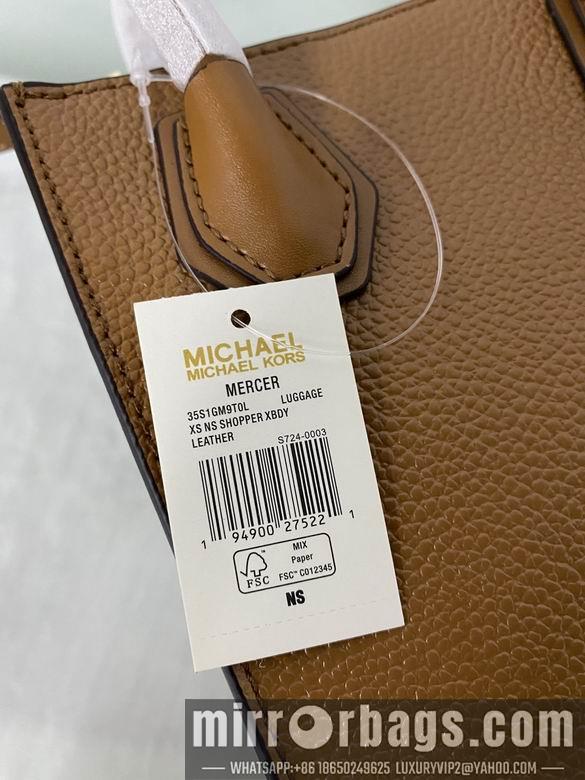 MICHAEL
MICHAEL KORS
MERCER
35S1GM9T0L LUGGAGE
XS NS SHOPPER XBDY
LEATHER
S724-0003
1 94900 27522 1
FSC™
MIX
Paper
FSC™ C012345
NS
mirrorbags.com
WHATSAPP:+86 18650249625 LUXURYVIP2@YAHOO.COM